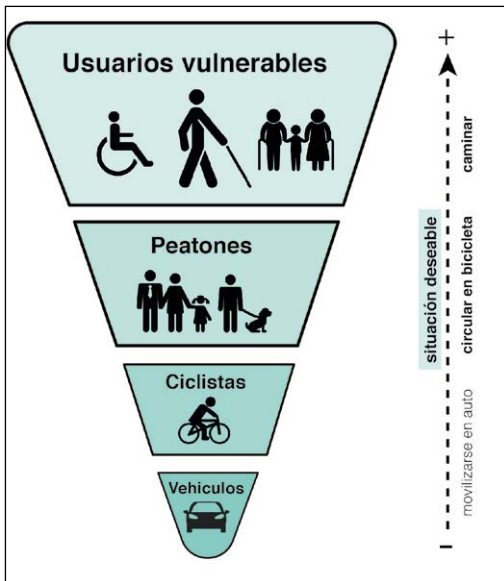 Usuarios vulnerables
Peatones
Ciclistas
Vehiculos
+
caminar
circular en bicicleta
situación deseable
movilizarse en auto
-